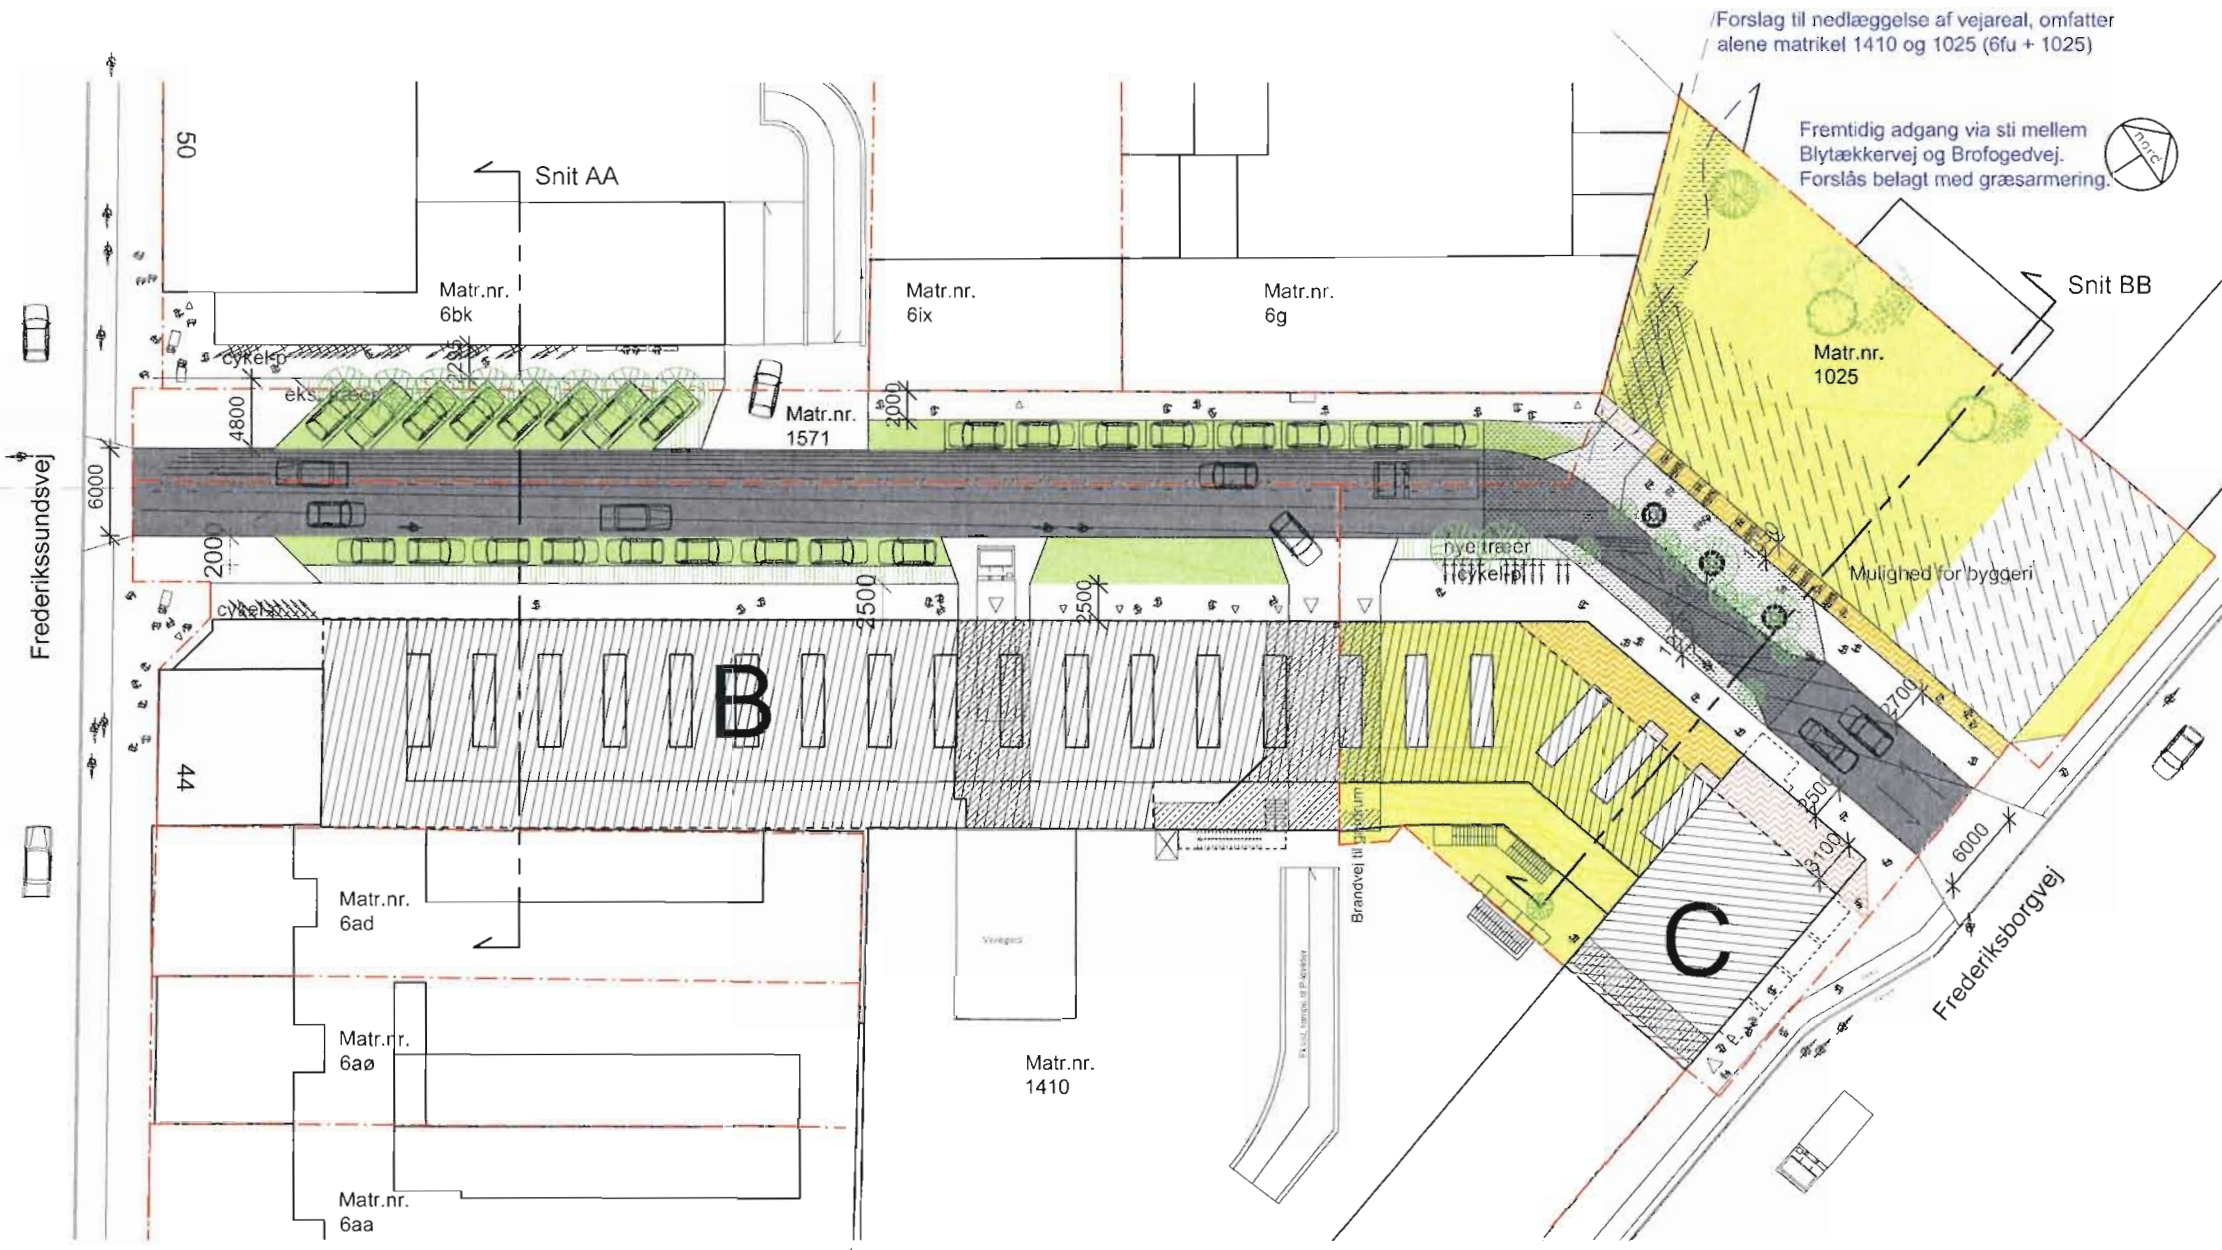 Forslag til nedlæggelse af vejareal, omfatter
alene matrikel 1410 og 1025 (6fu + 1025)
Fremtidig adgang via sti mellem
Blytækkervej og Brofogedvej.
Forslås belagt med græsarmering.
nord
50
Snit AA
Snit BB
Matr.nr.
6bk
Matr.nr.
6ix
Matr.nr.
6g
Matr.nr.
1025
cykel-p
2295
eks. træer
4800
Matr.nr.
1571
2000
6000
Frederikssundsvej
2000
nye træer
cykel-p
Mulighed for byggeri
cykel-p
2500
2500
2700
B
44
2500
3100
6000
Brandvej til gårdrum
C
Frederiksborgvej
Matr.nr.
6ad
Matr.nr.
6aø
Matr.nr.
1410
Matr.nr.
6aa